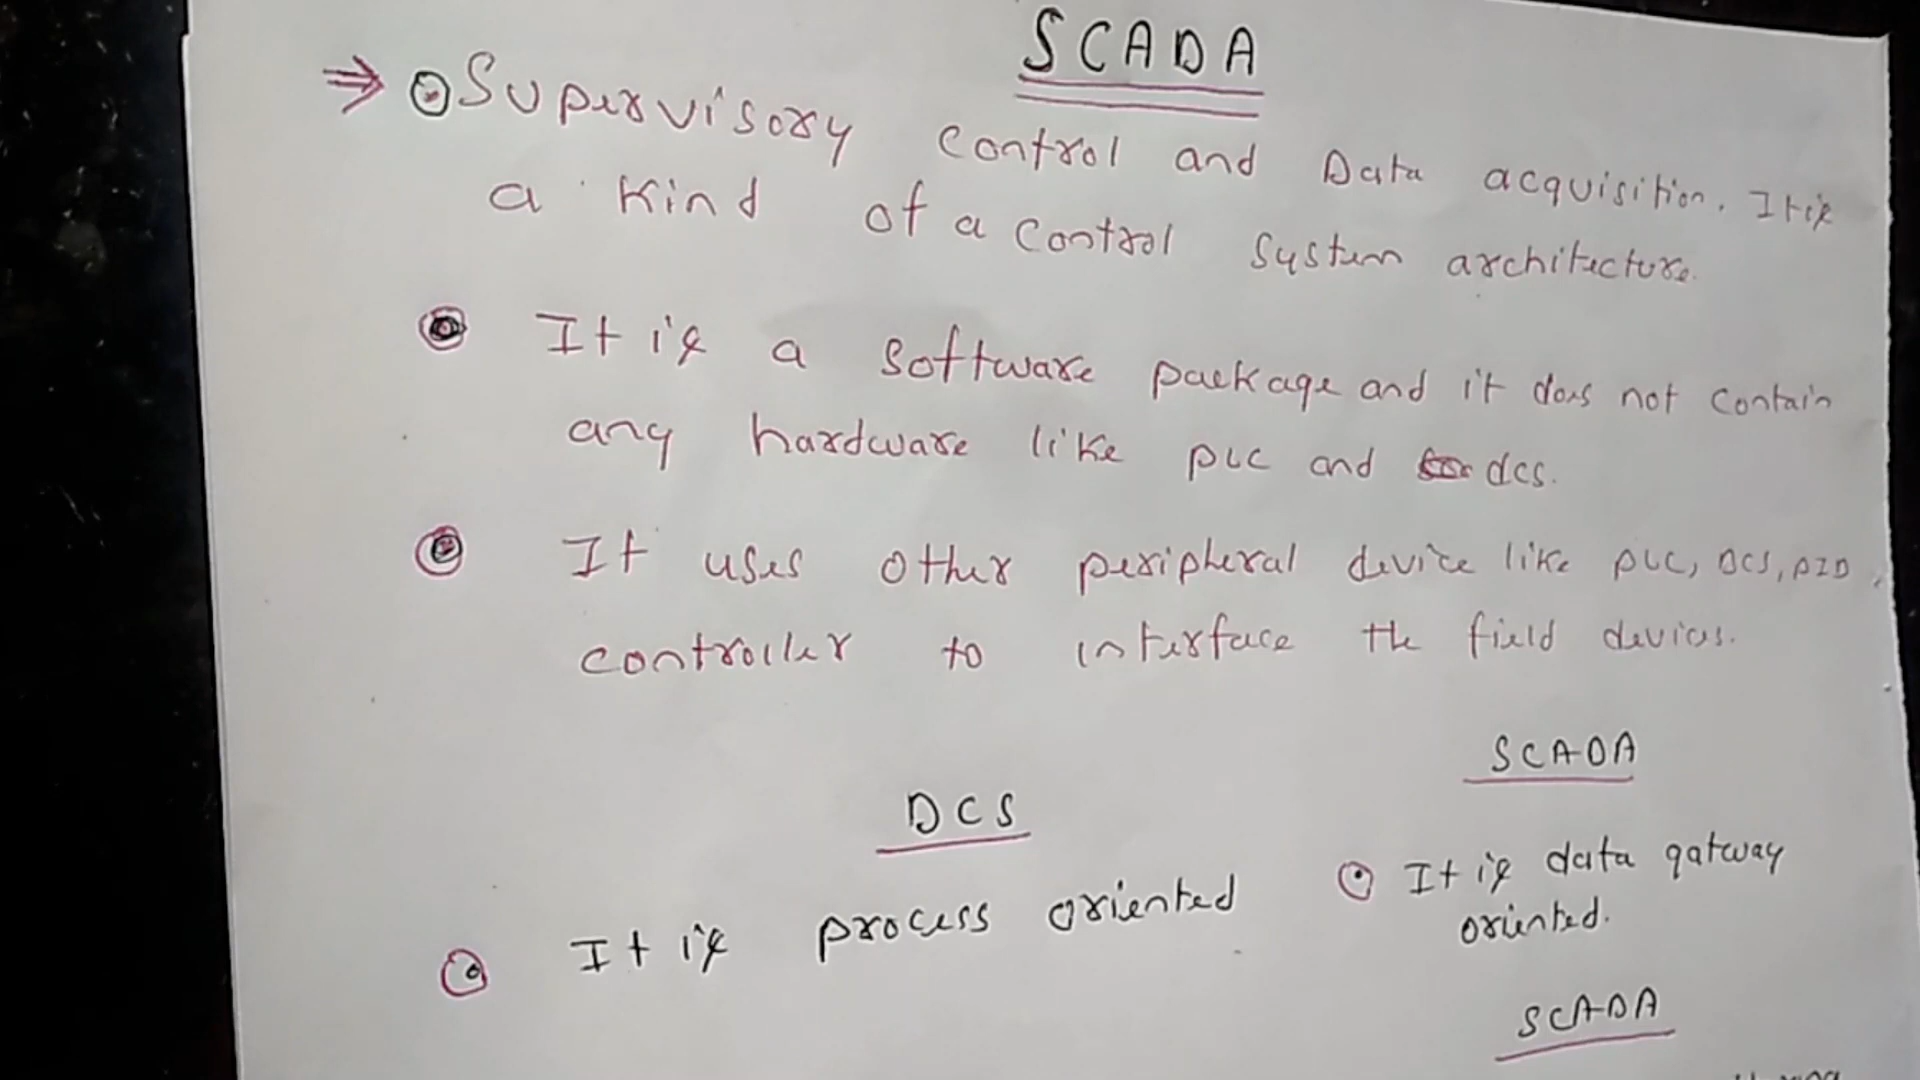 SCADA
⇒ ⊙ Supervisory control and Data acquisition. It is
a kind of a control system architecture.
It is a software package and it does not contain
any hardware like PLC and dcs.
It uses other peripheral device like PLC, DCS, PID
controller to interface the field devices.
DCS SCADA
It is process oriented ⊙ It is data gatway
oriented.
SCADA